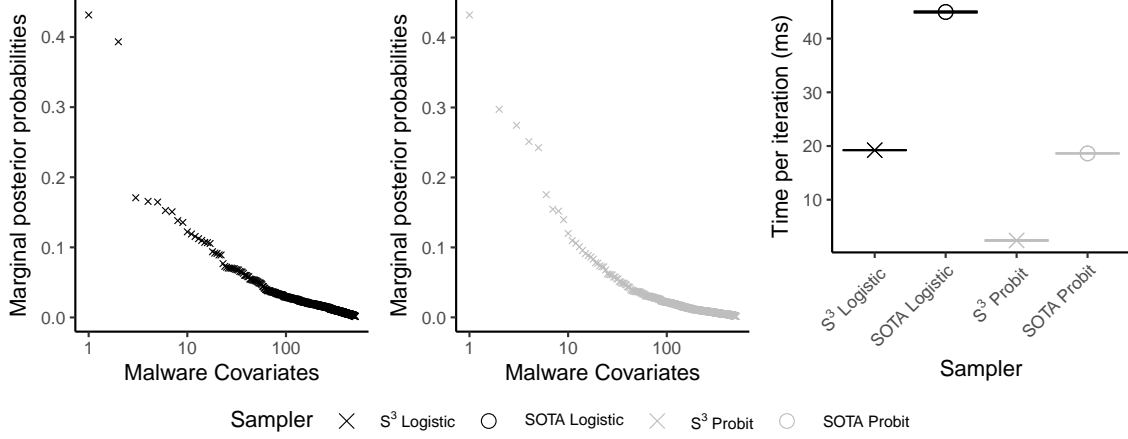 Marginal posterior probabilities
0.4
0.3
0.2
0.1
0.0
1 10 100
Malware Covariates
Marginal posterior probabilities
0.4
0.3
0.2
0.1
0.0
1 10 100
Malware Covariates
Time per iteration (ms)
40
30
20
10
S³ Logistic
SOTA Logistic
S³ Probit
SOTA Probit
Sampler
Sampler S³ Logistic SOTA Logistic S³ Probit SOTA Probit